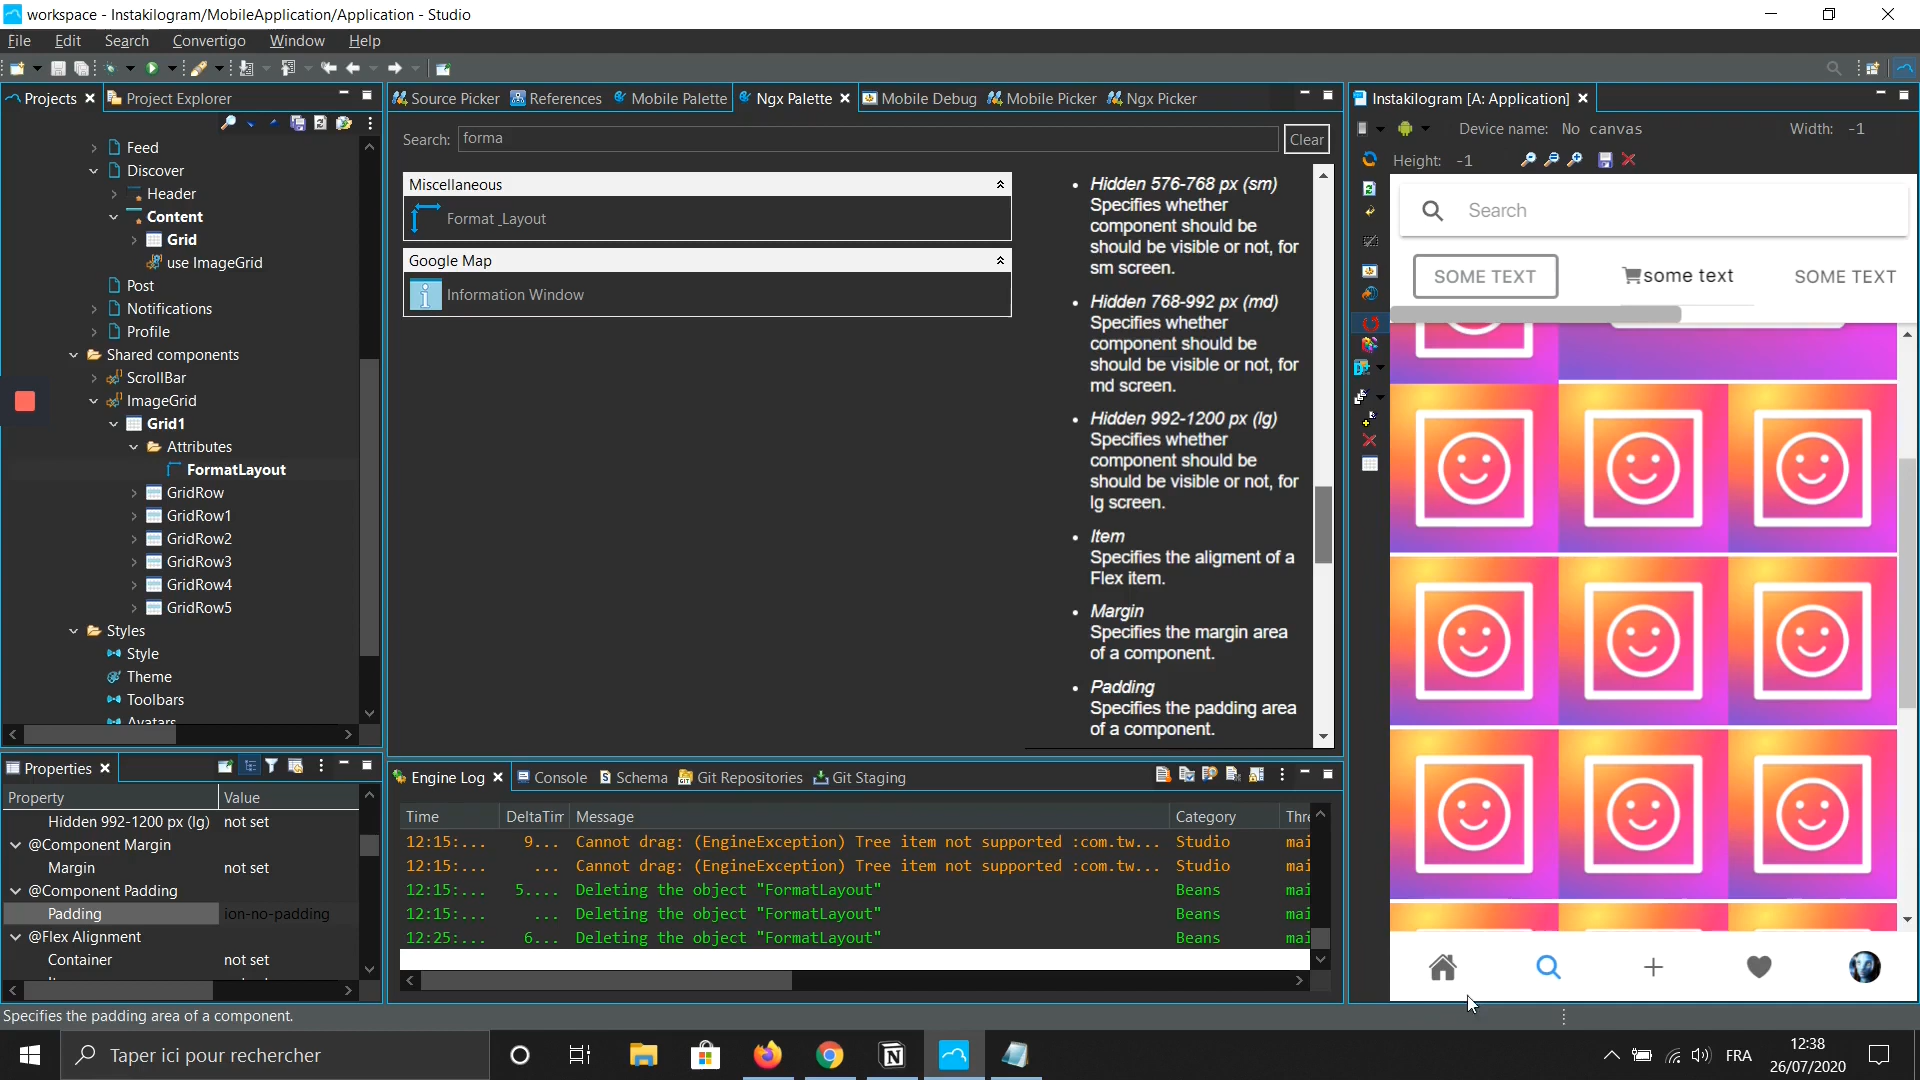 workspace - Instakilogram/MobileApplication/Application - Studio
File Edit Search Convertigo Window Help
Projects Project Explorer
Feed
Discover
Header
Content
Grid
use ImageGrid
Post
Notifications
Profile
Shared components
ScrollBar
ImageGrid
Grid1
Attributes
FormatLayout
GridRow
GridRow1
GridRow2
GridRow3
GridRow4
GridRow5
Styles
Style
Theme
Toolbars
Avatars
Properties
Property Value
Hidden 992-1200 px (lg) not set
@Component Margin
Margin not set
@Component Padding
Padding ion-no-padding
@Flex Alignment
Container not set
Source Picker References Mobile Palette Ngx Palette Mobile Debug Mobile Picker Ngx Picker
Search: forma Clear
Miscellaneous
Format_Layout
Google Map
Information Window
• Hidden 576-768 px (sm)
Specifies whether
component should be
should be visible or not, for
sm screen.
• Hidden 768-992 px (md)
Specifies whether
component should be
should be visible or not, for
md screen.
• Hidden 992-1200 px (lg)
Specifies whether
component should be
should be visible or not, for
lg screen.
• Item
Specifies the aligment of a
Flex item.
• Margin
Specifies the margin area
of a component.
• Padding
Specifies the padding area
of a component.
Engine Log Console Schema Git Repositories Git Staging
Time DeltaTim Message Category Thre
12:15:... 9... Cannot drag: (EngineException) Tree item not supported :com.tw... Studio mai
12:15:... ... Cannot drag: (EngineException) Tree item not supported :com.tw... Studio mai
12:15:... 5.... Deleting the object "FormatLayout" Beans mai
12:15:... ... Deleting the object "FormatLayout" Beans mai
12:25:... 6... Deleting the object "FormatLayout" Beans mai
Instakilogram [A: Application]
Device name: No canvas Width: -1
Height: -1
Search
SOME TEXT some text SOME TEXT
Specifies the padding area of a component.
Taper ici pour rechercher
FRA
12:38
26/07/2020